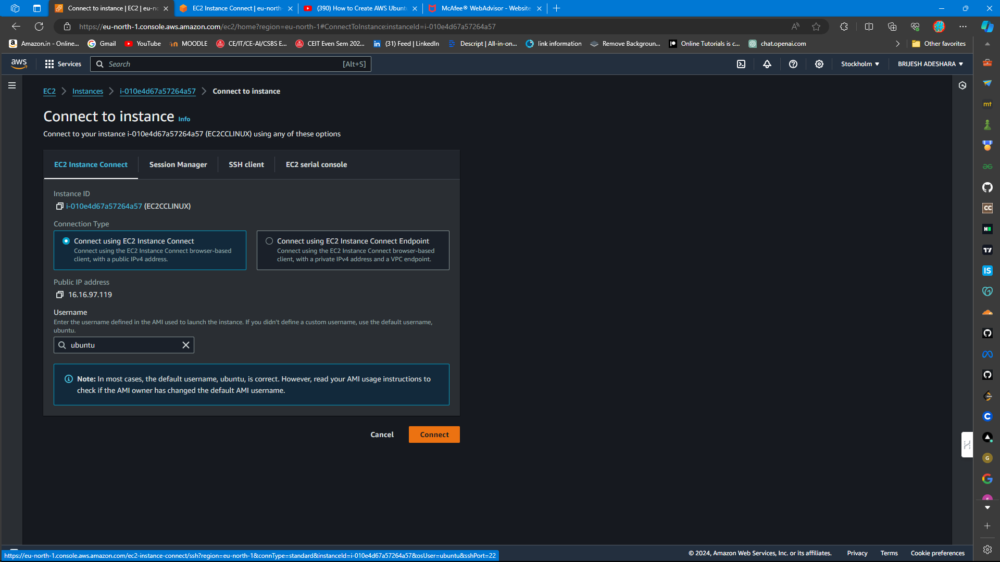 Connect to instance | EC2 | eu-no
EC2 Instance Connect | eu-north-
(390) How to Create AWS Ubunt
McAfee® WebAdvisor - Website
https://eu-north-1.console.aws.amazon.com/ec2/home?region=eu-north-1#ConnectToInstance:instanceId=i-010e4d67a57264a57
Amazon.in - Online...
Gmail
YouTube
MOODLE
CE/IT/CE-AI/CSBS E...
CEIT Even Sem 202...
(31) Feed | LinkedIn
Descript | All-in-on...
link information
Remove Backgroun...
Online Tutorials is c...
chat.openai.com
Other favorites
aws
Services
Search
[Alt+S]
Stockholm
BRIJESH ADESHARA
EC2
Instances
i-010e4d67a57264a57
Connect to instance
Connect to instance Info
Connect to your instance i-010e4d67a57264a57 (EC2CCLINUX) using any of these options
EC2 Instance Connect
Session Manager
SSH client
EC2 serial console
Instance ID
i-010e4d67a57264a57 (EC2CCLINUX)
Connection Type
Connect using EC2 Instance Connect
Connect using the EC2 Instance Connect browser-based
client, with a public IPv4 address.
Connect using EC2 Instance Connect Endpoint
Connect using the EC2 Instance Connect browser-based
client, with a private IPv4 address and a VPC endpoint.
Public IP address
16.16.97.119
Username
Enter the username defined in the AMI used to launch the instance. If you didn't define a custom username, use the default username,
ubuntu.
ubuntu
Note: In most cases, the default username, ubuntu, is correct. However, read your AMI usage instructions to
check if the AMI owner has changed the default AMI username.
Cancel
Connect
mt
CC
H
IS
C
G
https://eu-north-1.console.aws.amazon.com/ec2-instance-connect/ssh?region=eu-north-1&connType=standard&instanceId=i-010e4d67a57264a57&osUser=ubuntu&sshPort=22
© 2024, Amazon Web Services, Inc. or its affiliates.
Privacy
Terms
Cookie preferences